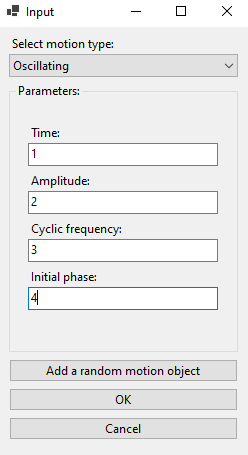 Input
Select motion type:
Oscillating
Parameters:
Time:
1
Amplitude:
2
Cyclic frequency:
3
Initial phase:
4
Add a random motion object
OK
Cancel